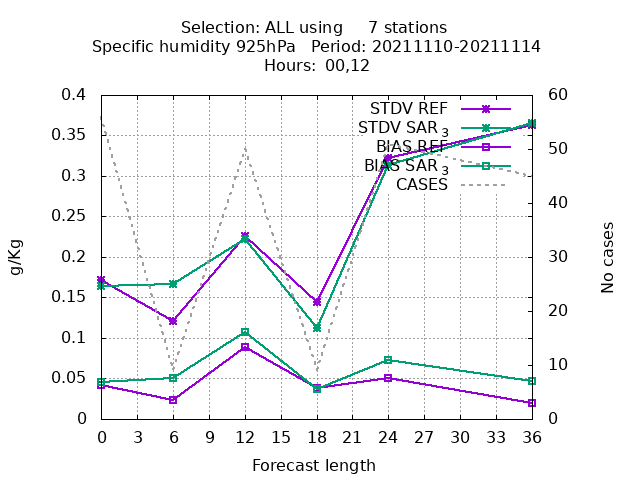 Selection: ALL using 7 stations
Specific humidity 925hPa Period: 20211110-20211114
Hours: 00,12
0.4
0.35
0.3
0.25
0.2
0.15
0.1
0.05
0
60
50
40
30
20
10
0
STDV REF
STDV SAR 3
BIAS REF
BIAS SAR 3
CASES
g/Kg
No cases
0 3 6 9 12 15 18 21 24 27 30 33 36
Forecast length